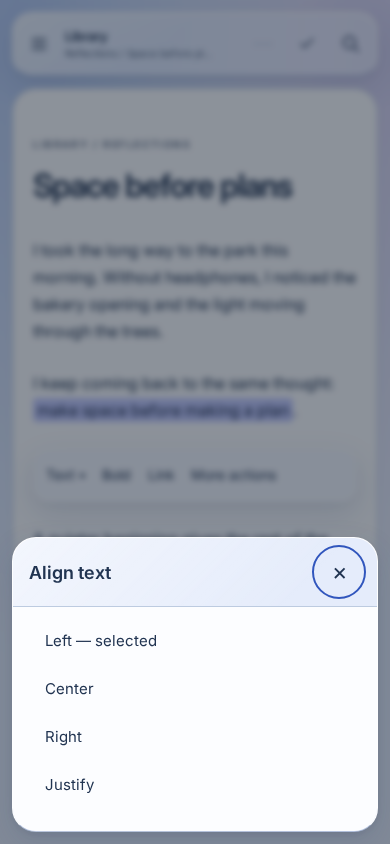 Library
LIBRARY / REFLECTIONS
Space before plans
I took the long way to the park this
morning. Without headphones, I noticed the
bakery opening and the light moving
through the trees.
I keep coming back to the same thought:
make space before making a plan.
Text
Bold
Link
More actions
Align text
Left — selected
Center
Right
Justify